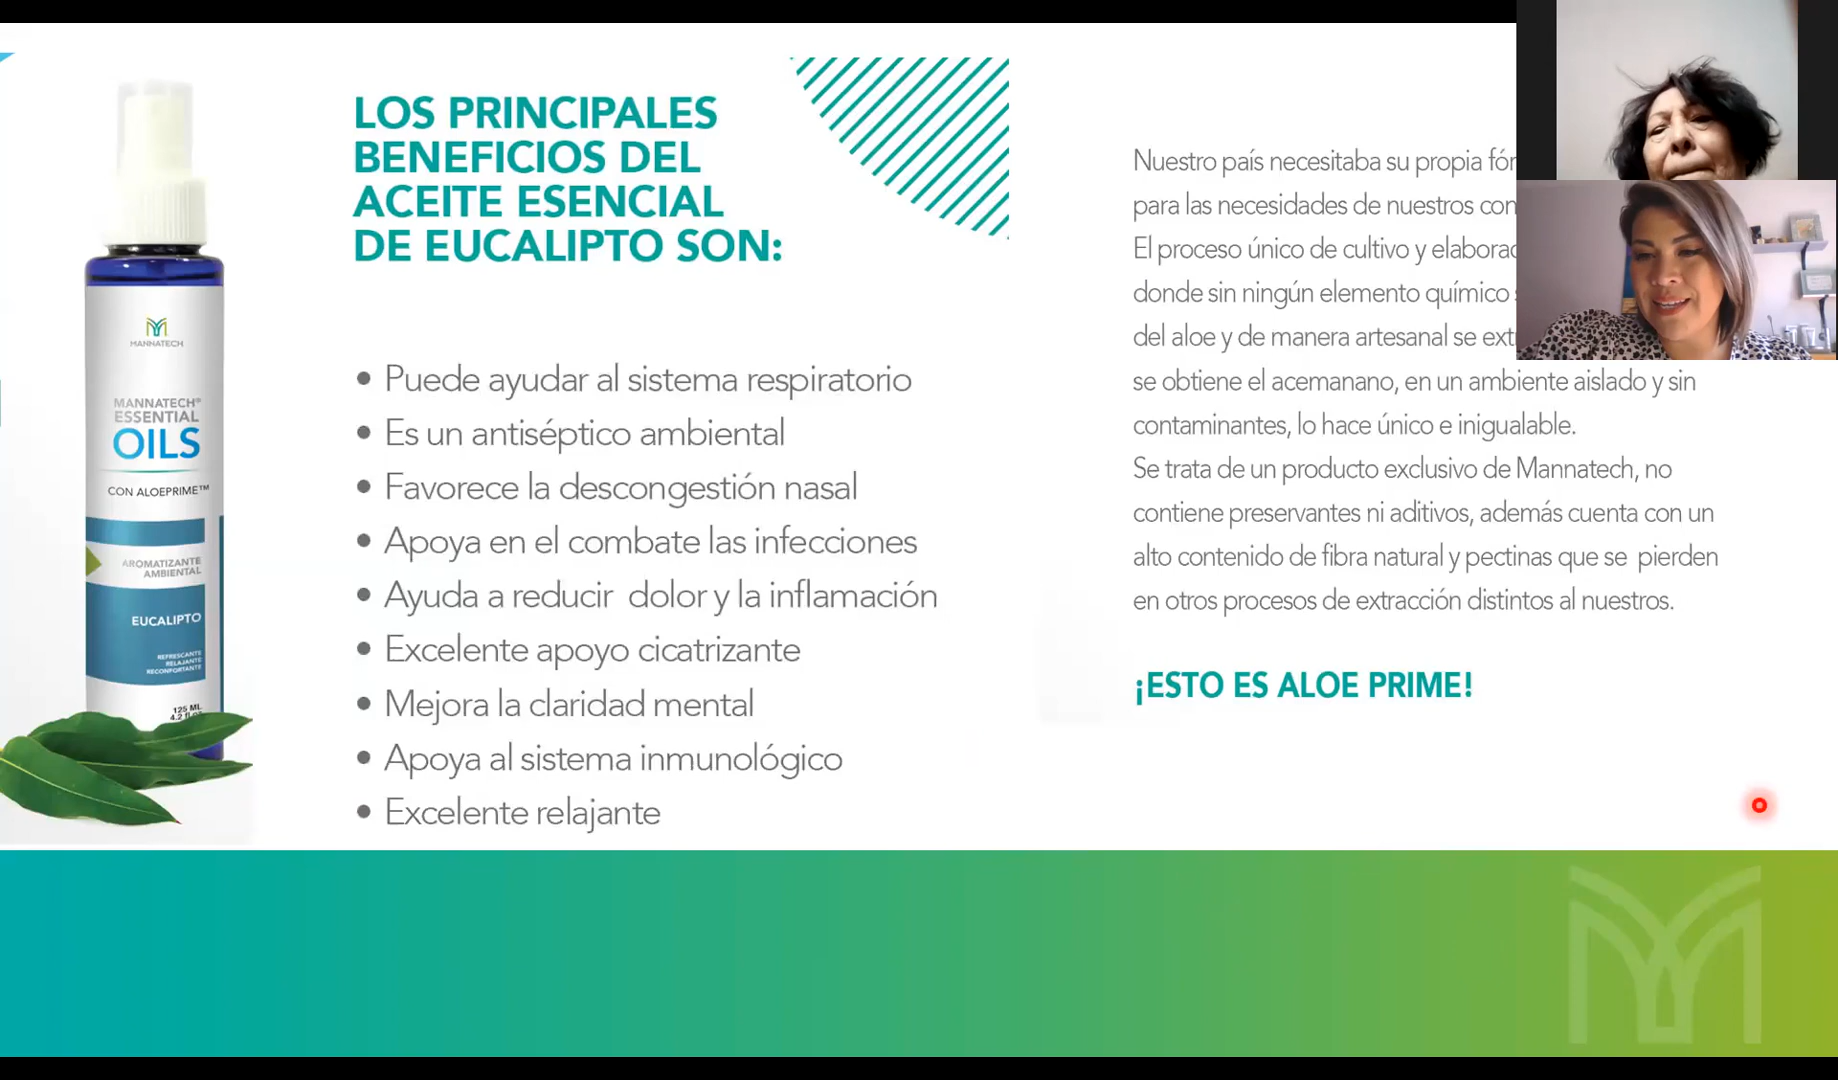 MANNATECH
MANNATECH®
ESSENTIAL
OILS
CON ALOEPRIME™
AROMATIZANTE
AMBIENTAL
EUCALIPTO
REFRESCANTE
RELAJANTE
RECONFORTANTE
125 ML
4.2 fl
LOS PRINCIPALES
BENEFICIOS DEL
ACEITE ESENCIAL
DE EUCALIPTO SON:
• Puede ayudar al sistema respiratorio
• Es un antiséptico ambiental
• Favorece la descongestión nasal
• Apoya en el combate las infecciones
• Ayuda a reducir dolor y la inflamación
• Excelente apoyo cicatrizante
• Mejora la claridad mental
• Apoya al sistema inmunológico
• Excelente relajante
Nuestro país necesitaba su propia
para las necesidades de nuestros
El proceso único de cultivo y
donde sin ningún elemento químico
del aloe y de manera artesanal se
se obtiene el acemanano, en un ambiente aislado y sin
contaminantes, lo hace único e inigualable.
Se trata de un producto exclusivo de Mannatech, no
contiene preservantes ni aditivos, además cuenta con un
alto contenido de fibra natural y pectinas que se pierden
en otros procesos de extracción distintos al nuestros.
¡ESTO ES ALOE PRIME!